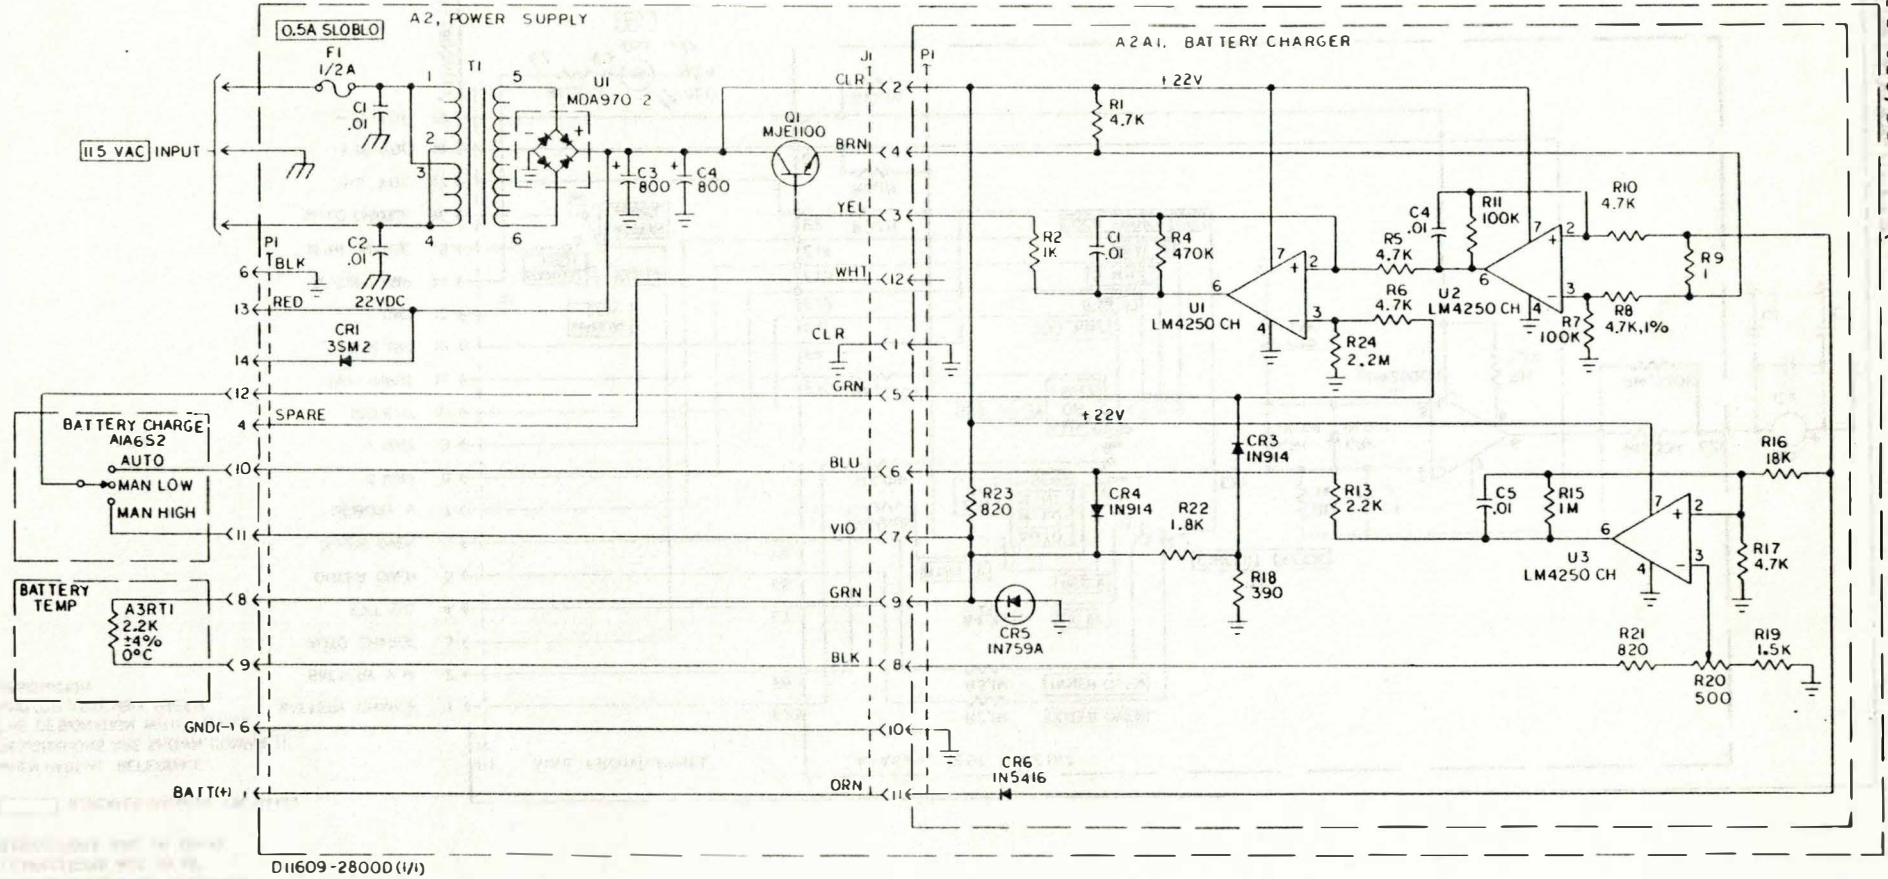 A2, POWER SUPPLY
0.5A SLOBLO
F1
1/2A
C1
.01
1
T1
5
2
3
4
6
U1
MDA970 2
-
+
115 VAC INPUT
C2
.01
+
C3
800
+
C4
800
Q1
MJE1100
P1
6
BLK
22VDC
13
RED
CR1
3SM2
14
12
SPARE
4
BATTERY CHARGE
A1A6S2
AUTO
MAN LOW
MAN HIGH
10
11
BATTERY
TEMP
A3RT1
2.2K
±4%
0°C
8
9
GND(-) 6
BATT(+) 1
D11609-2800D(1/1)
J1
P1
CLR
2
BRN
4
YEL
3
WHT
12
CLR
1
GRN
5
BLU
6
VIO
7
GRN
9
BLK
8
10
ORN
11
A2A1, BATTERY CHARGER
+22V
R1
4.7K
R2
1K
C1
.01
R4
470K
6
U1
LM4250 CH
7
+
2
-
3
4
R5
4.7K
R6
4.7K
R24
2.2M
C4
.01
R11
100K
7
+
2
-
3
6
4
U2
LM4250 CH
R10
4.7K
R9
1
R8
4.7K,1%
R7
100K
+22V
CR3
1N914
R23
820
CR4
1N914
R22
1.8K
R18
390
CR5
1N759A
R13
2.2K
C5
.01
R15
1M
6
U3
LM4250 CH
7
+
2
-
3
4
R16
18K
R17
4.7K
R21
820
R20
500
R19
1.5K
CR6
1N5416